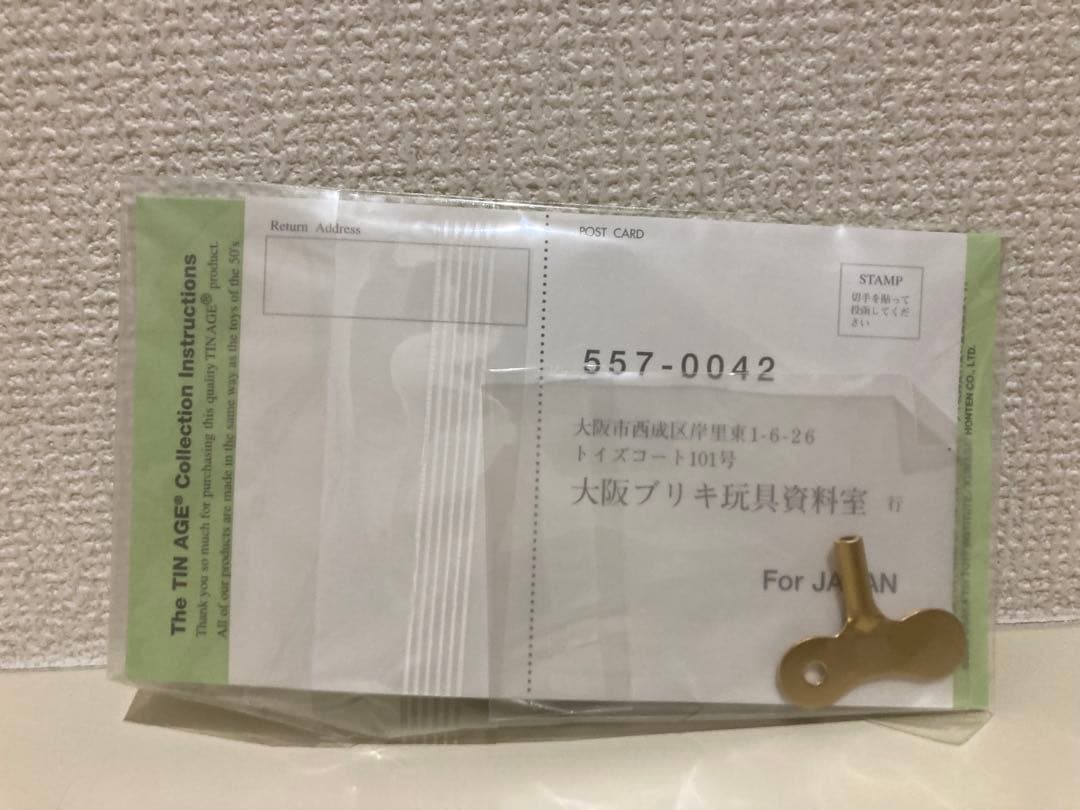 The TIN AGE® Collection Instructions
Thank you so much for purchasing this quality TIN AGE® product.
All of our products are made in the same way as the toys of the 50's
Return Address
POST CARD
STAMP
切手を貼って
投函してくだ
さい
557-0042
大阪市西成区岸里東1-6-26
トイズコート101号
大阪ブリキ玩具資料室 行
For JAPAN
HONTEN CO., LTD.